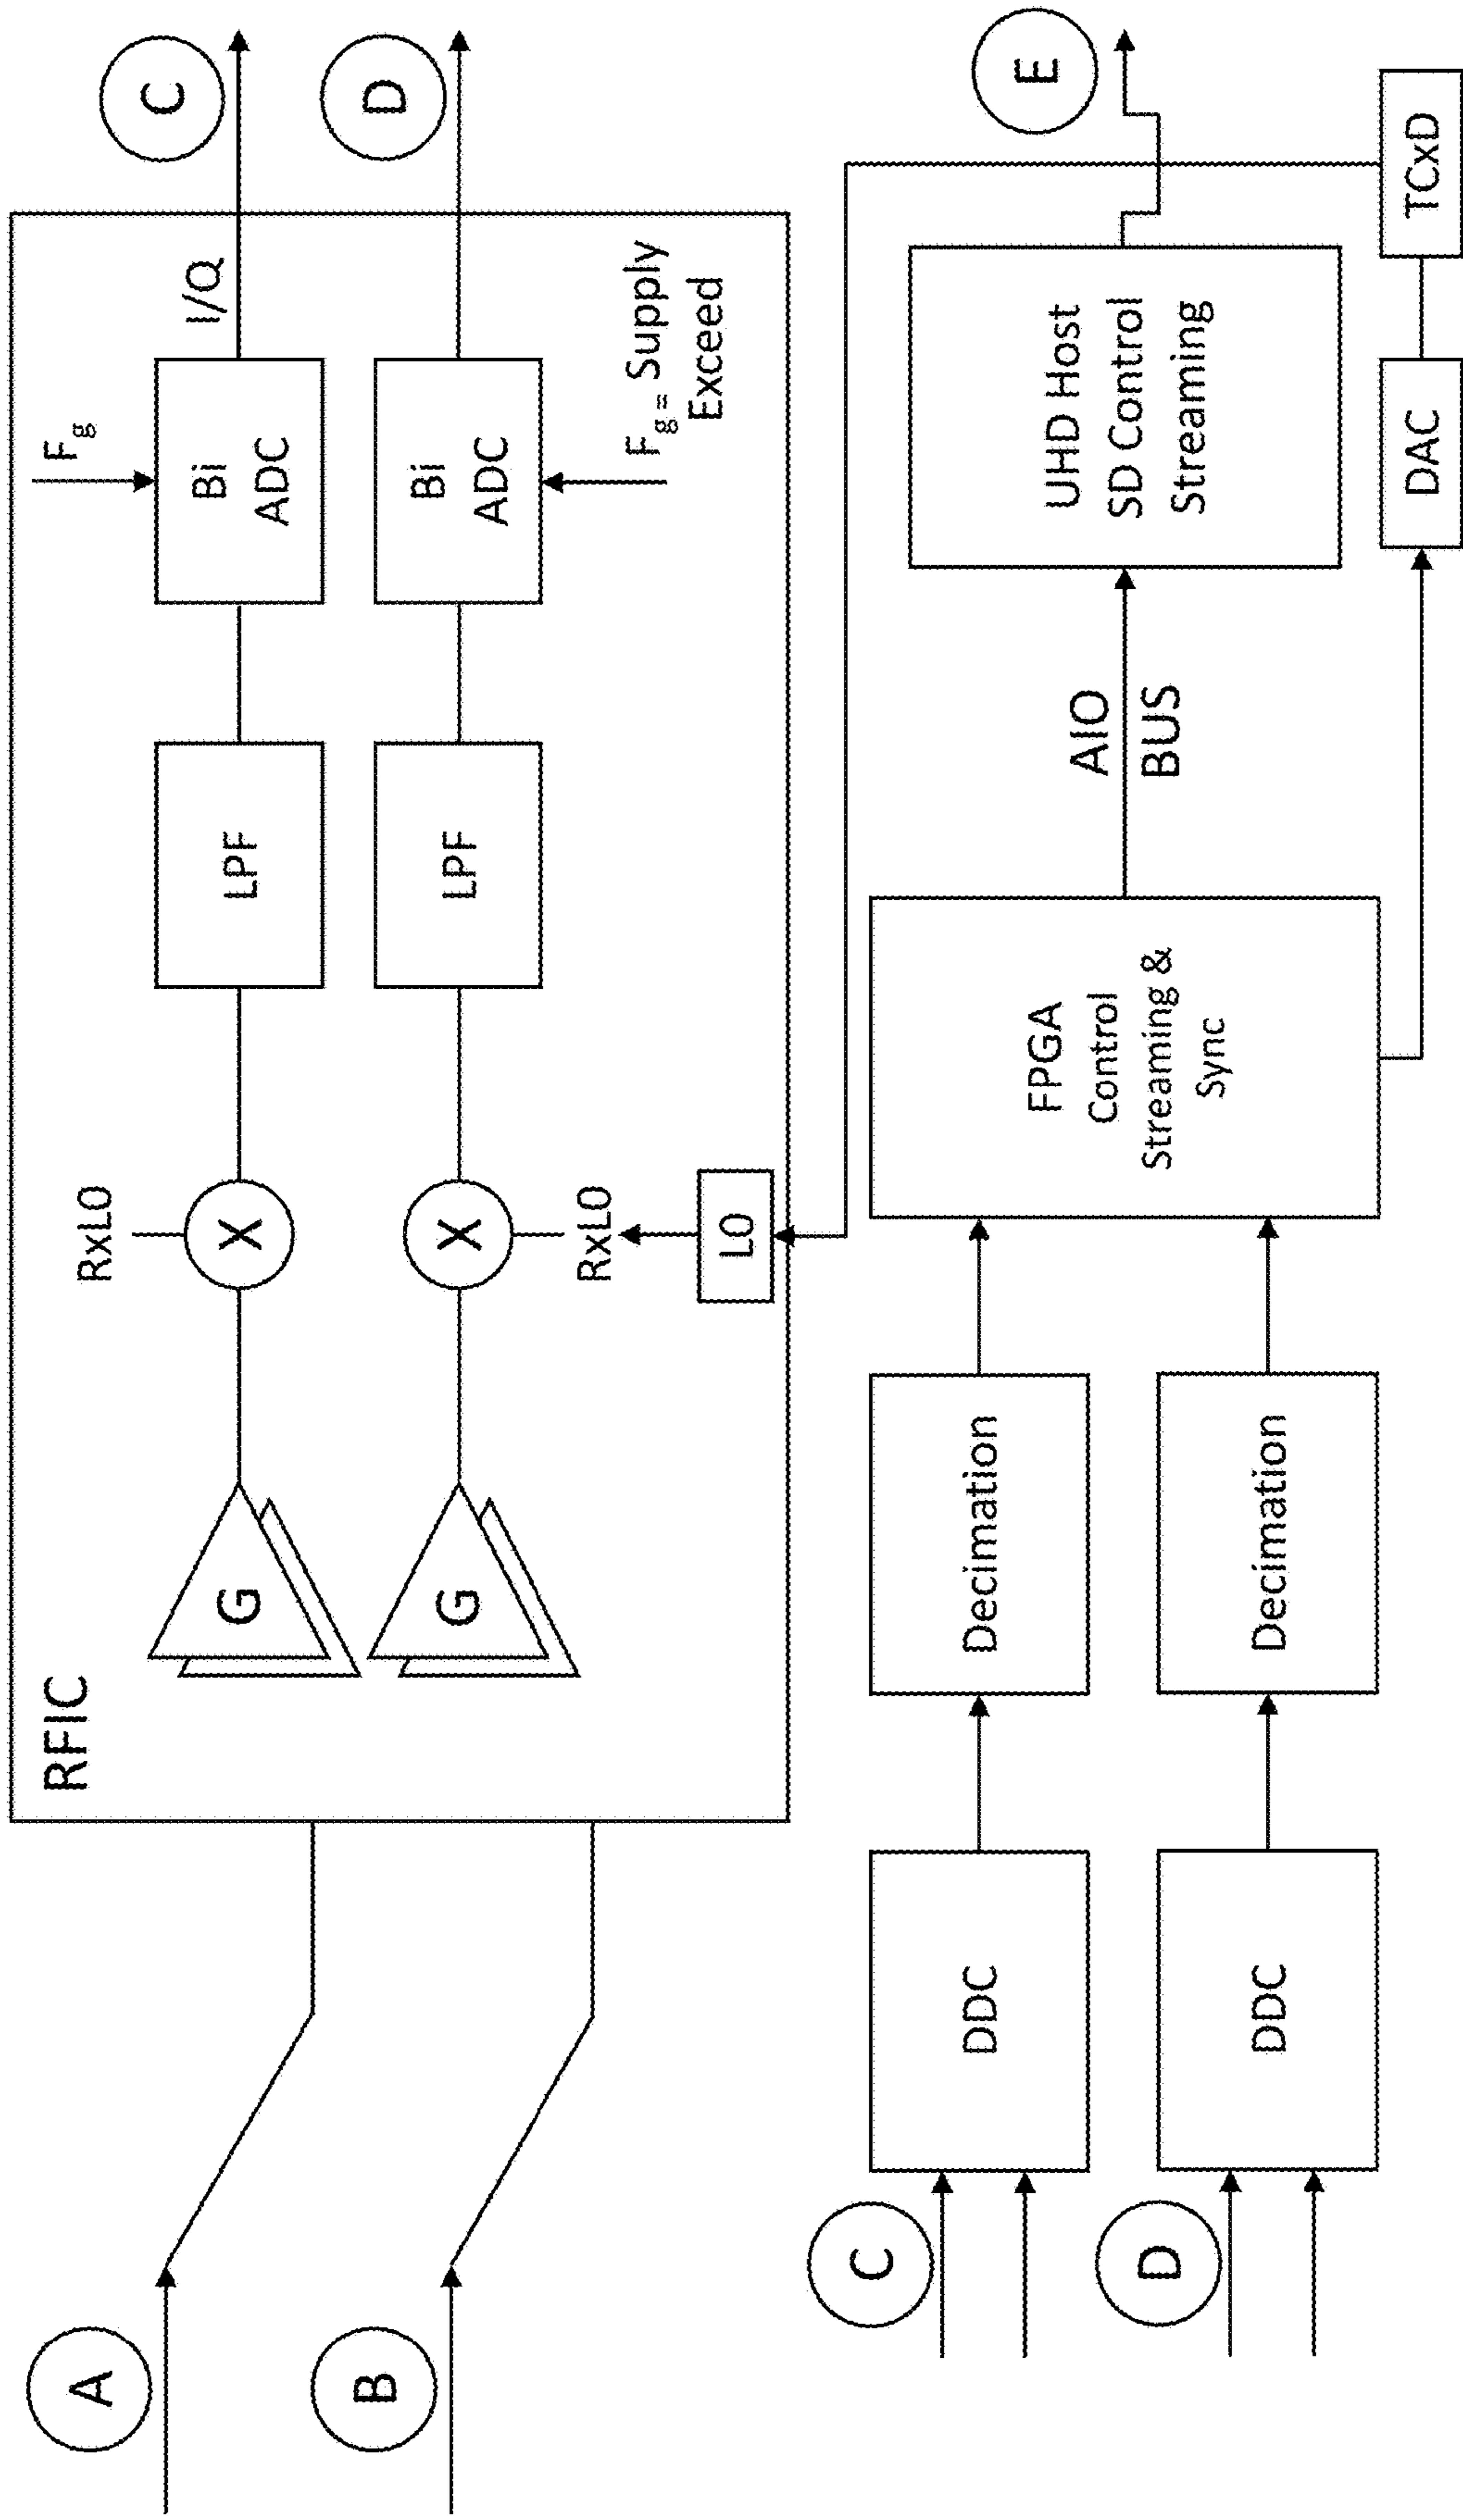 A
B
RFIC
G
G
RxLO
X
X
RxLO
LO
LPF
LPF
Fg
Bi
ADC
Bi
ADC
Fg = Supply
Exceed
I/Q
C
D
C
D
DDC
DDC
Decimation
Decimation
FPGA
Control
Streaming &
Sync
AIO
BUS
UHD Host
SD Control
Streaming
DAC
TCxD
E